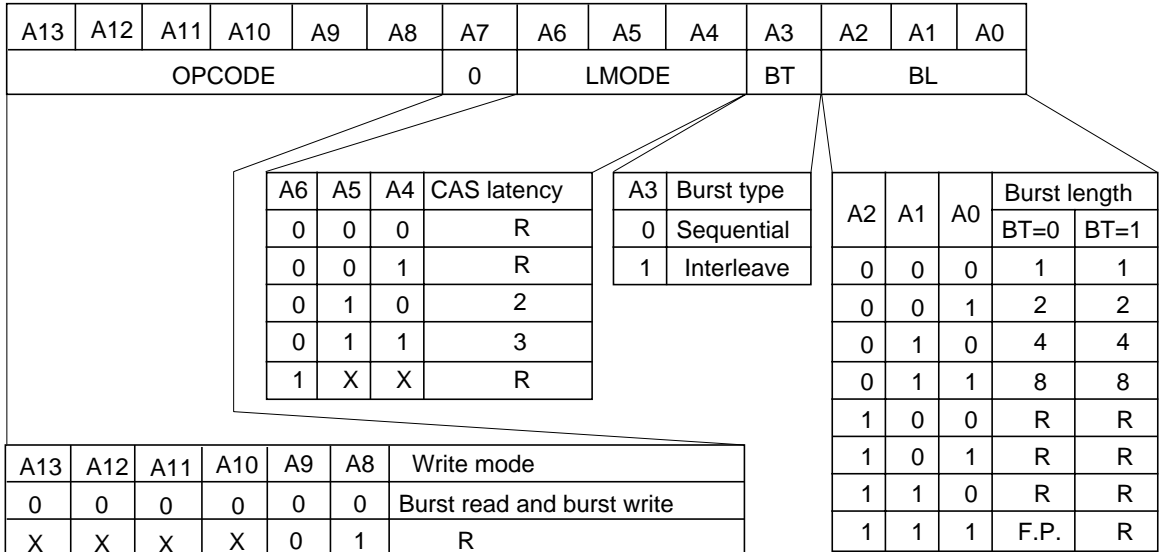 A13 A12 A11 A10 A9 A8 A7 A6 A5 A4 A3 A2 A1 A0
OPCODE 0 LMODE BT BL
A6 A5 A4 CAS latency
0 0 0 R
0 0 1 R
0 1 0 2
0 1 1 3
1 X X R
A3 Burst type
0 Sequential
1 Interleave
A2 A1 A0 Burst length
BT=0 BT=1
0 0 0 1 1
0 0 1 2 2
0 1 0 4 4
0 1 1 8 8
1 0 0 R R
1 0 1 R R
1 1 0 R R
1 1 1 F.P. R
A13 A12 A11 A10 A9 A8 Write mode
0 0 0 0 0 0 Burst read and burst write
X X X X 0 1 R